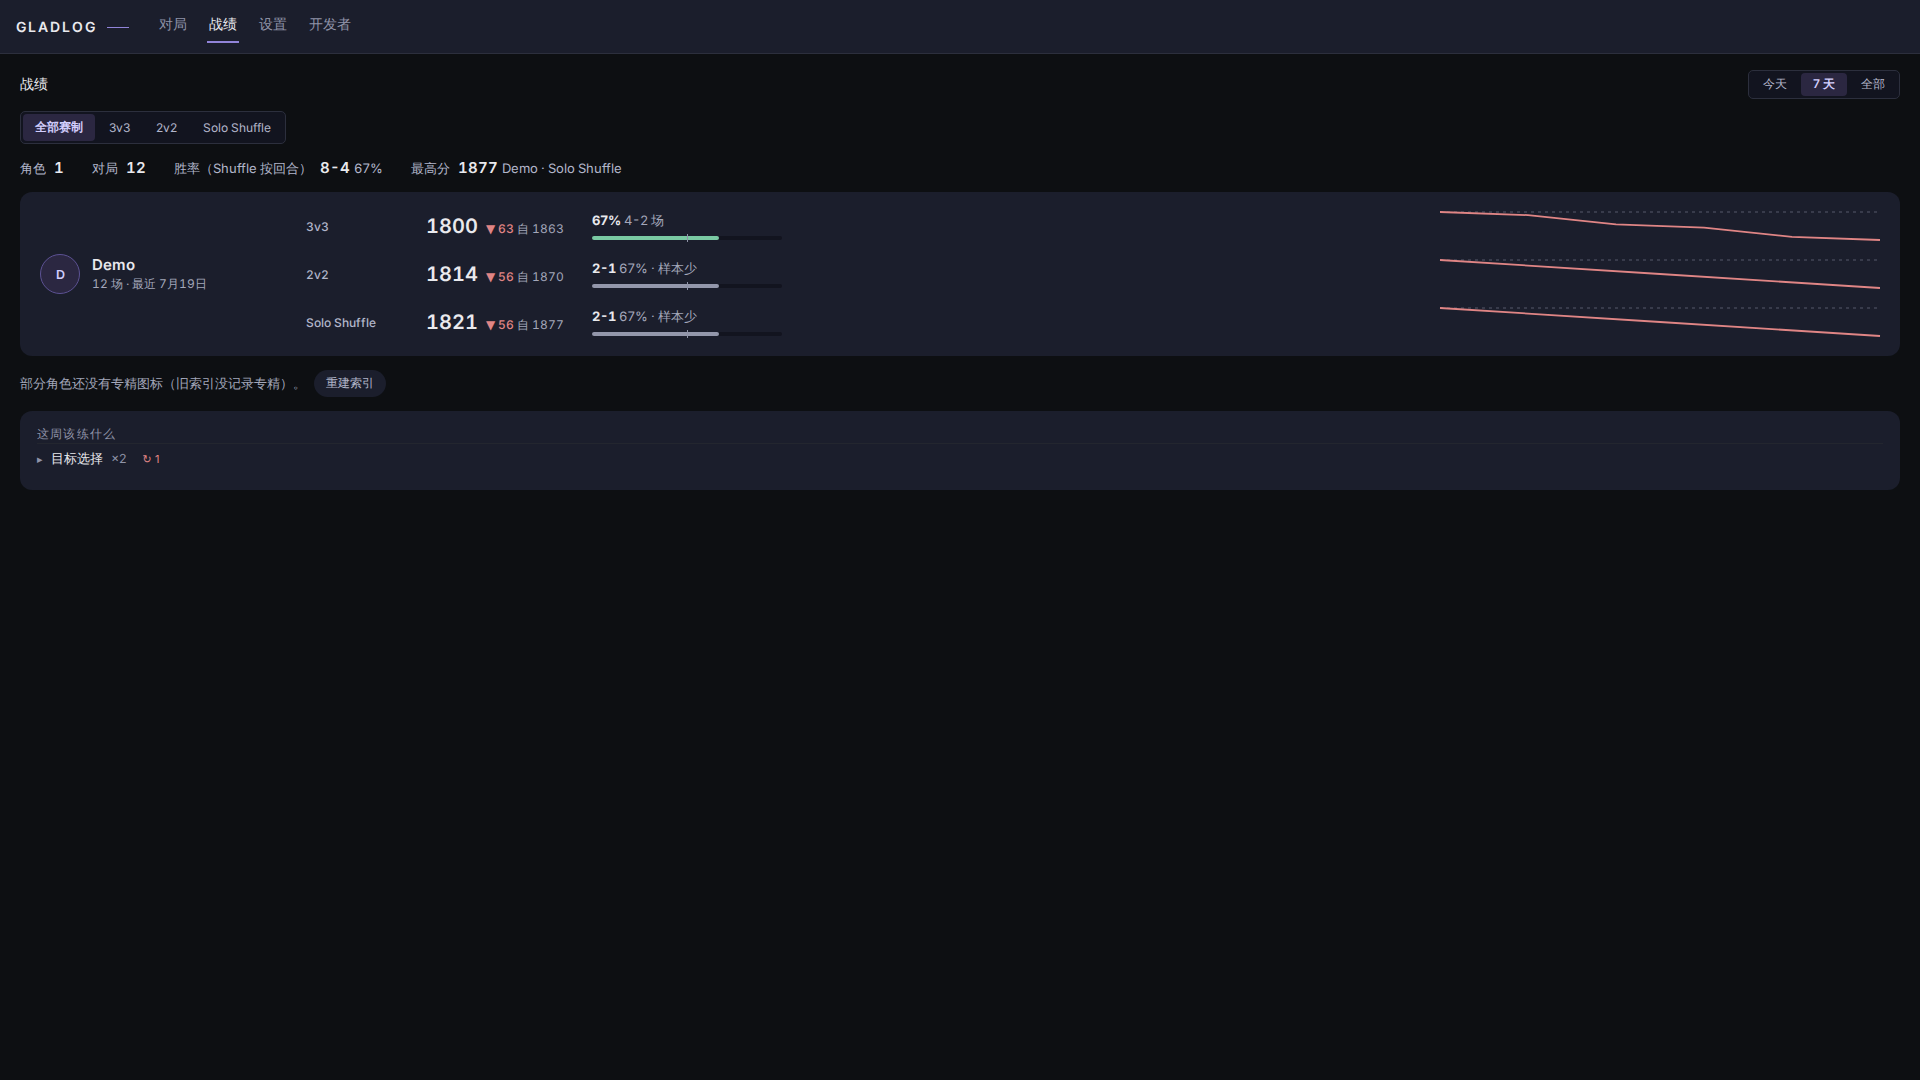 GLADLOG 对局 战绩 设置 开发者
战绩 今天 7 天 全部
全部赛制 3v3 2v2 Solo Shuffle
角色 1 对局 12 胜率（Shuffle 按回合） 8-4 67% 最高分 1877 Demo · Solo Shuffle
3v3 1800 ▼63 自 1863 67% 4-2 场
D Demo
12 场 · 最近 7月19日
2v2 1814 ▼56 自 1870 2-1 67% · 样本少
Solo Shuffle 1821 ▼56 自 1877 2-1 67% · 样本少
部分角色还没有专精图标（旧索引没记录专精）。 重建索引
这周该练什么
▸ 目标选择 ×2 ↻ 1